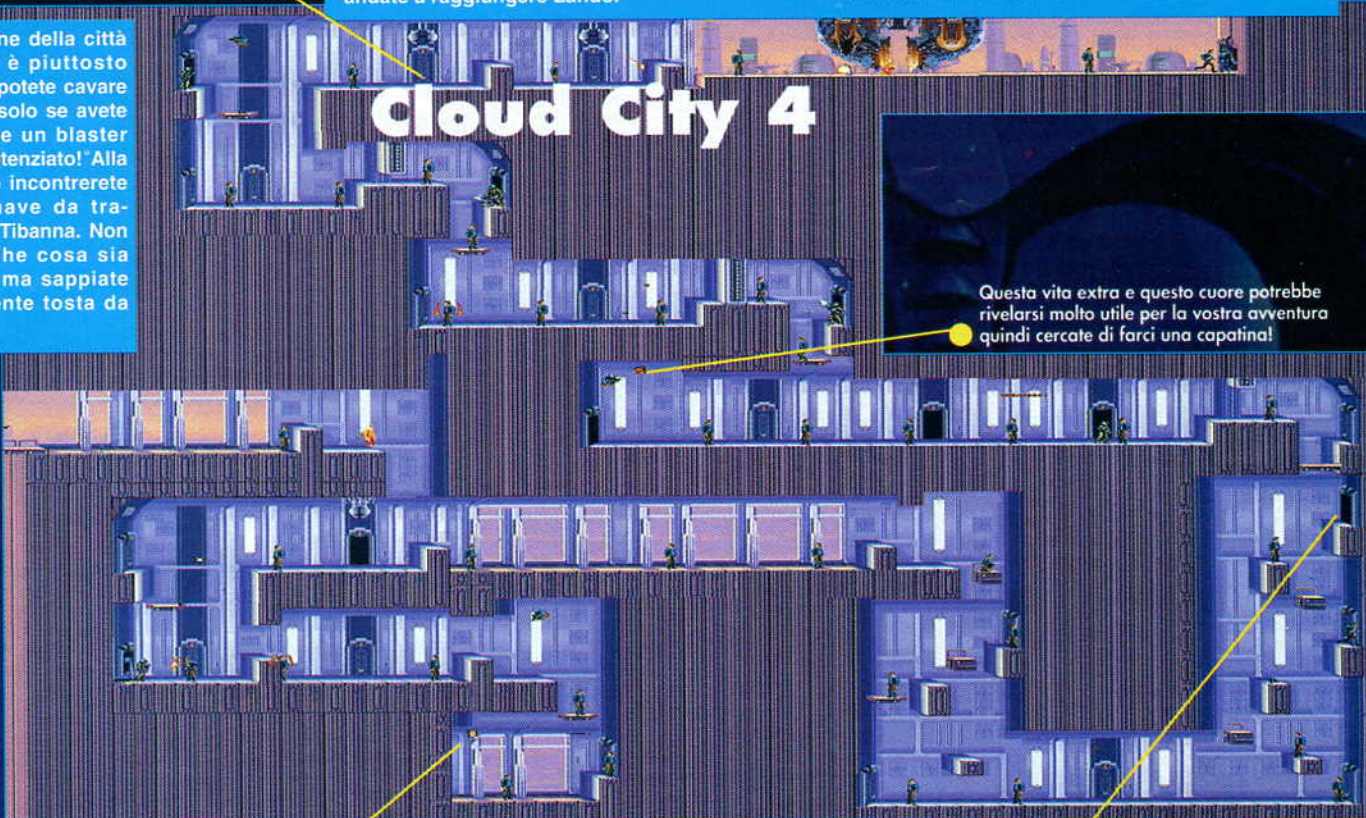 andate a raggiungere Lando.
ne della città
è piuttosto
potete cavare
solo se avete
e un blaster
tenziato!"Alla
incontrerete
nave da tra-
Tibanna. Non
he cosa sia
ma sappiate
ente tosta da
Cloud City 4
Questa vita extra e questo cuore potrebbe
rivelarsi molto utile per la vostra avventura
quindi cercate di farci una capatina!